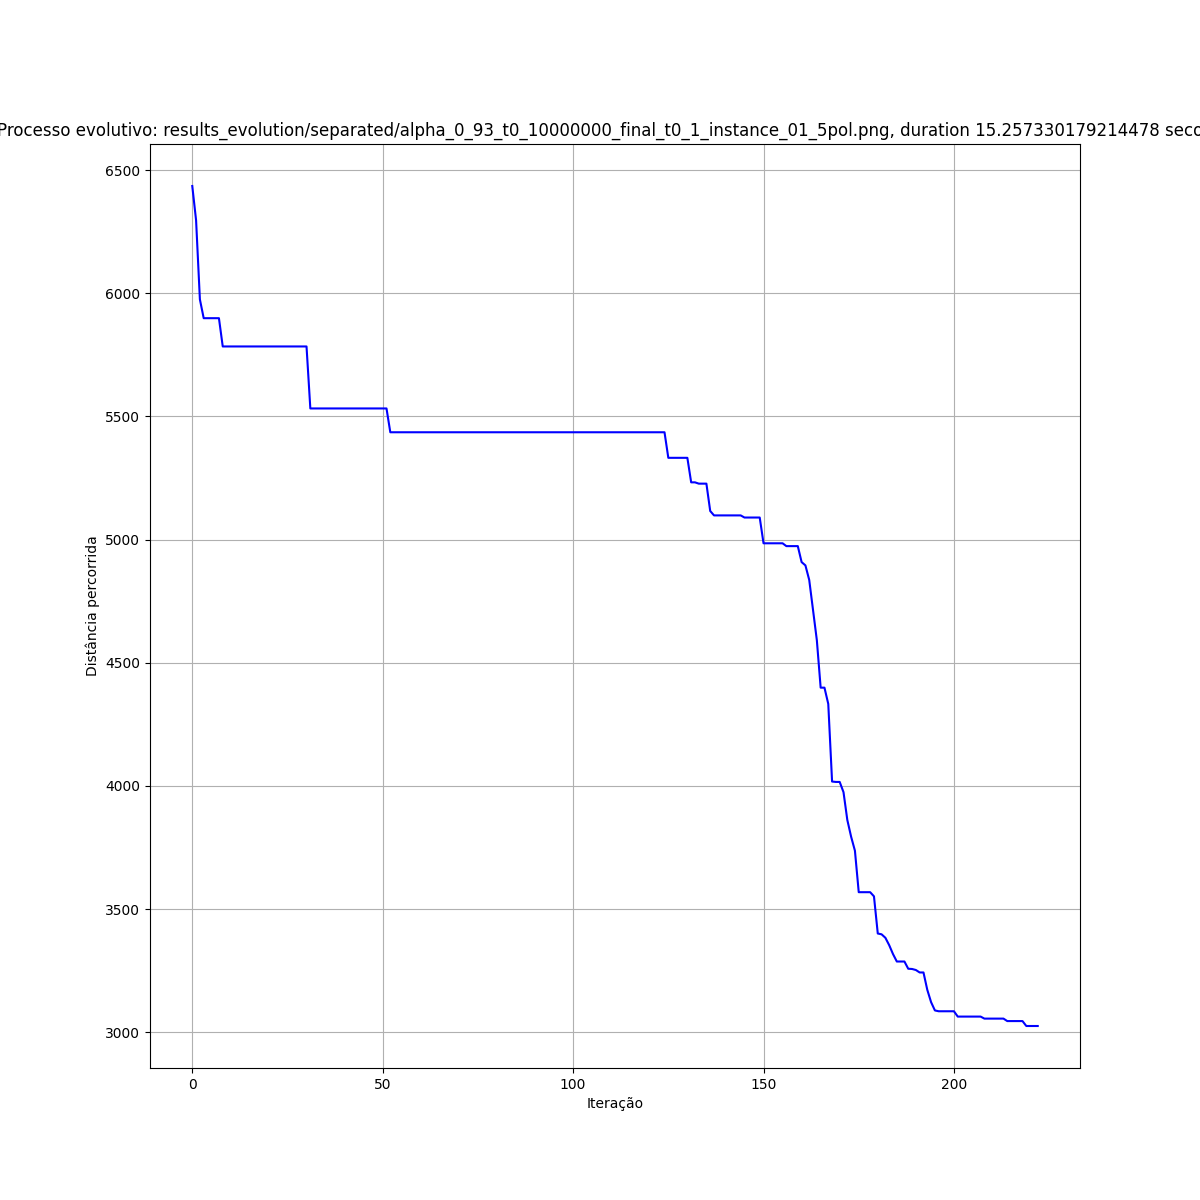 Processo evolutivo: results_evolution/separated/alpha_0_93_t0_10000000_final_t0_1_instance_01_5pol.png, duration 15.257330179214478 seco
6500
6000
5500
5000
4500
4000
3500
3000
Distância percorrida
0 50 100 150 200
Iteração